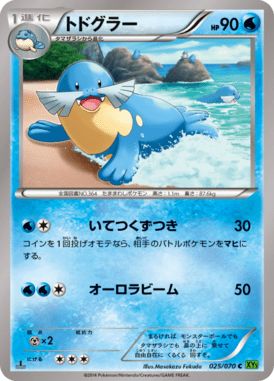 1進化
トドグラー
HP90
タマザラシから進化
全国図鑑NO.364 たままわしポケモン 高さ：1.1m 重さ：87.6kg
いてつくずつき 30
コインを1回投げオモテなら、相手のバトルポケモンをマヒにする。
オーロラビーム 50
弱点 ×2
抵抗力
にげる
Illus.Masakazu Fukuda
025/070 C XY5
©2014 Pokémon/Nintendo/Creatures/GAME FREAK.